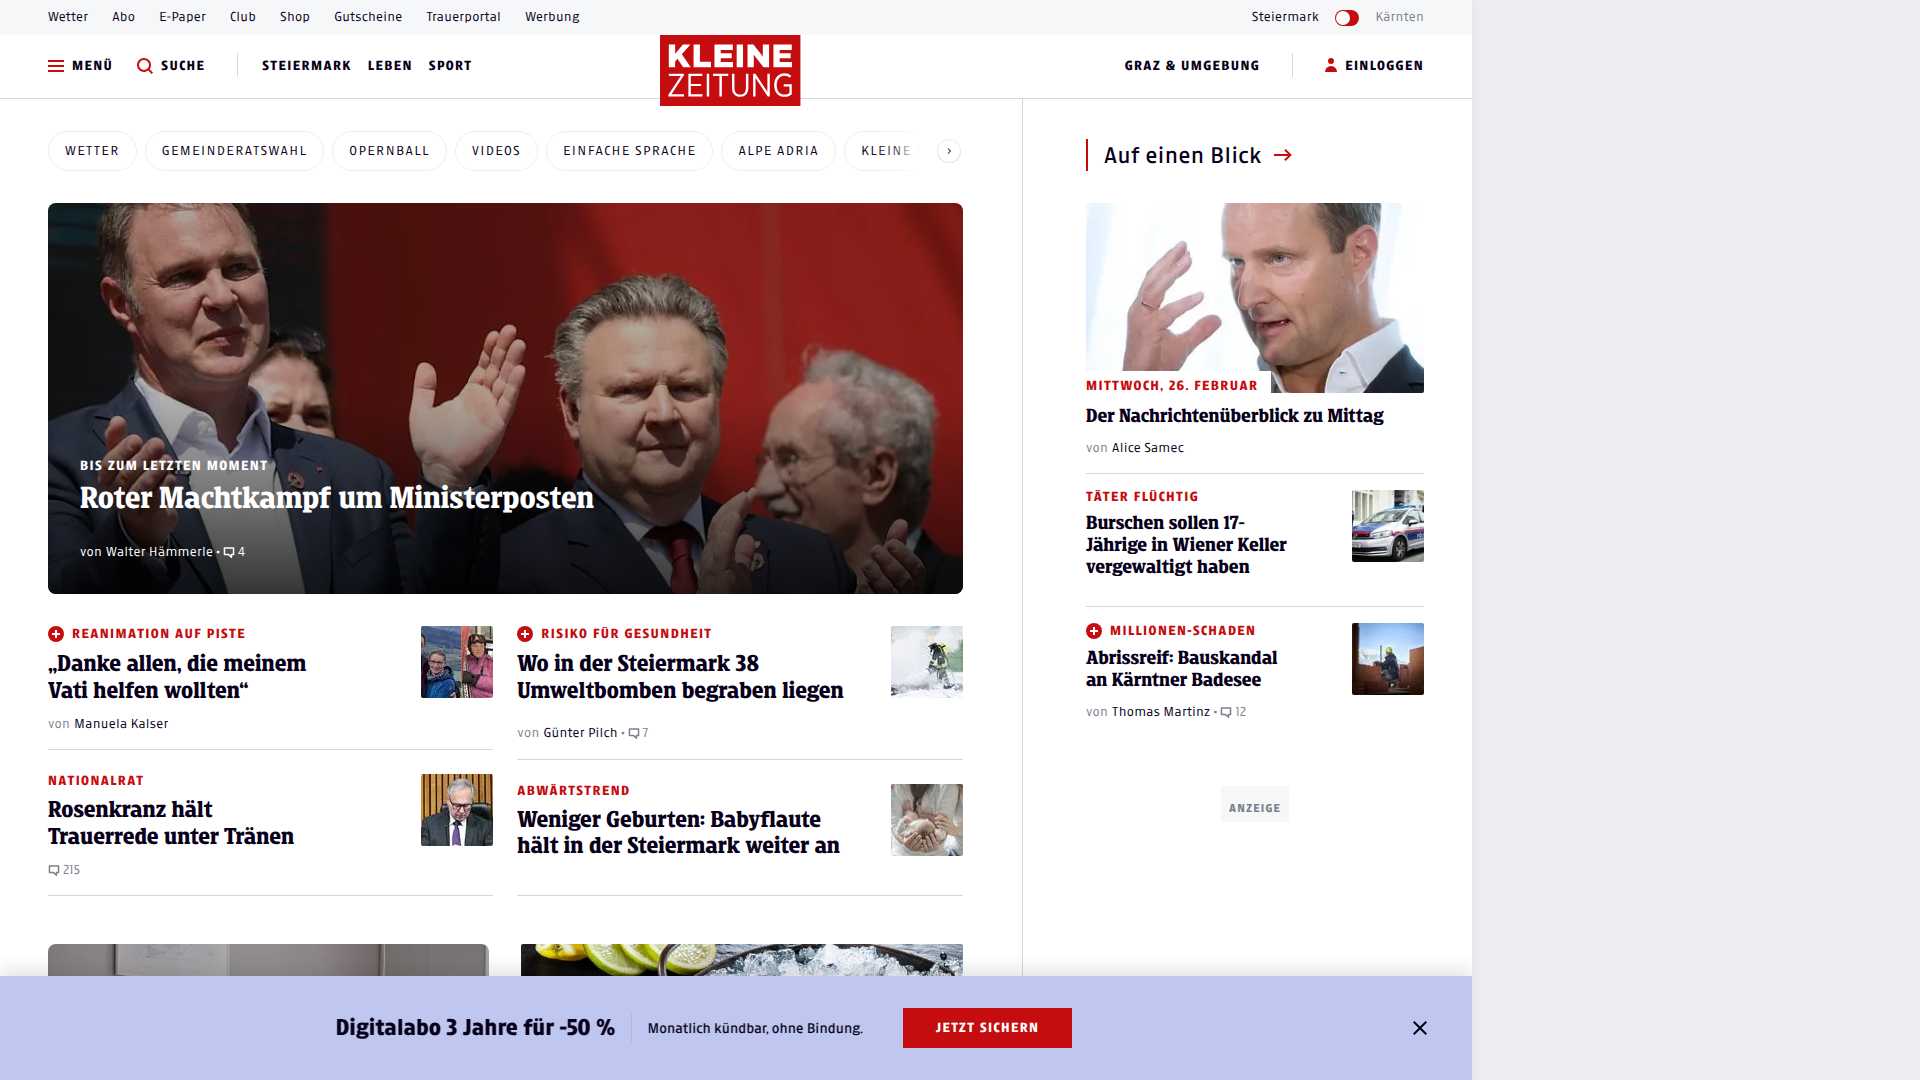 Wetter Abo E-Paper Club Shop Gutscheine Trauerportal Werbung Steiermark Kärnten
MENÜ SUCHE STEIERMARK LEBEN SPORT KLEINE ZEITUNG GRAZ & UMGEBUNG EINLOGGEN
WETTER GEMEINDERATSWAHL OPERNBALL VIDEOS EINFACHE SPRACHE ALPE ADRIA KLEINE
BIS ZUM LETZTEN MOMENT
Roter Machtkampf um Ministerposten
von Walter Hämmerle • 4
REANIMATION AUF PISTE
„Danke allen, die meinem
Vati helfen wollten“
von Manuela Kalser
RISIKO FÜR GESUNDHEIT
Wo in der Steiermark 38
Umweltbomben begraben liegen
von Günter Pilch • 7
NATIONALRAT
Rosenkranz hält
Trauerrede unter Tränen
215
ABWÄRTSTREND
Weniger Geburten: Babyflaute
hält in der Steiermark weiter an
Auf einen Blick
MITTWOCH, 26. FEBRUAR
Der Nachrichtenüberblick zu Mittag
von Alice Samec
TÄTER FLÜCHTIG
Burschen sollen 17-
Jährige in Wiener Keller
vergewaltigt haben
MILLIONEN-SCHADEN
Abrissreif: Bauskandal
an Kärntner Badesee
von Thomas Martinz • 12
ANZEIGE
Digitalabo 3 Jahre für -50 % Monatlich kündbar, ohne Bindung. JETZT SICHERN